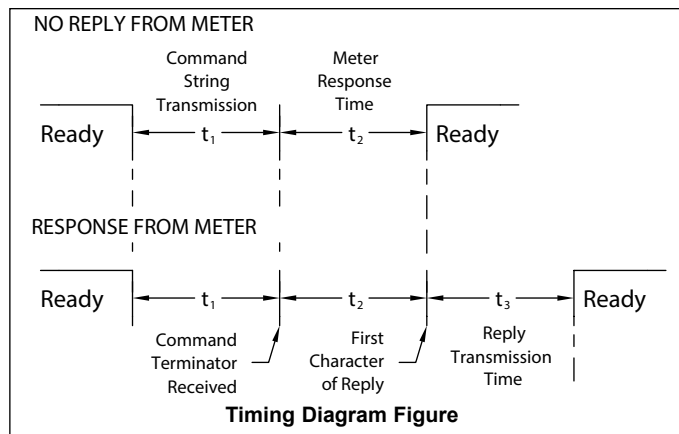 NO REPLY FROM METER
Command
String
Transmission
Meter
Response
Time
Ready
t₁
t₂
Ready
RESPONSE FROM METER
Ready
t₁
t₂
t₃
Ready
Command
Terminator
Received
First
Character
of Reply
Reply
Transmission
Time
Timing Diagram Figure